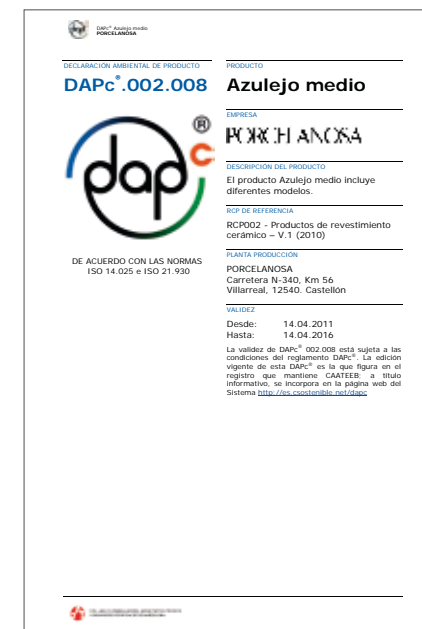 DAPc® Azulejo medio
PORCELANOSA
DECLARACIÓN AMBIENTAL DE PRODUCTO
DAPc®.002.008
dap
c
®
DE ACUERDO CON LAS NORMAS
ISO 14.025 e ISO 21.930
PRODUCTO
Azulejo medio
EMPRESA
PORCELANOSA
DESCRIPCIÓN DEL PRODUCTO
El producto Azulejo medio incluye
diferentes modelos.
RCP DE REFERENCIA
RCP002 - Productos de revestimiento
cerámico – V.1 (2010)
PLANTA PRODUCCIÓN
PORCELANOSA
Carretera N-340, Km 56
Villarreal, 12540. Castellón
VALIDEZ
Desde: 14.04.2011
Hasta: 14.04.2016
La validez de DAPc® 002.008 está sujeta a las
condiciones del reglamento DAPc®. La edición
vigente de esta DAPc® es la que figura en el
registro que mantiene CAATEEB; a título
informativo, se incorpora en la página web del
Sistema http://es.csostenible.net/dapc